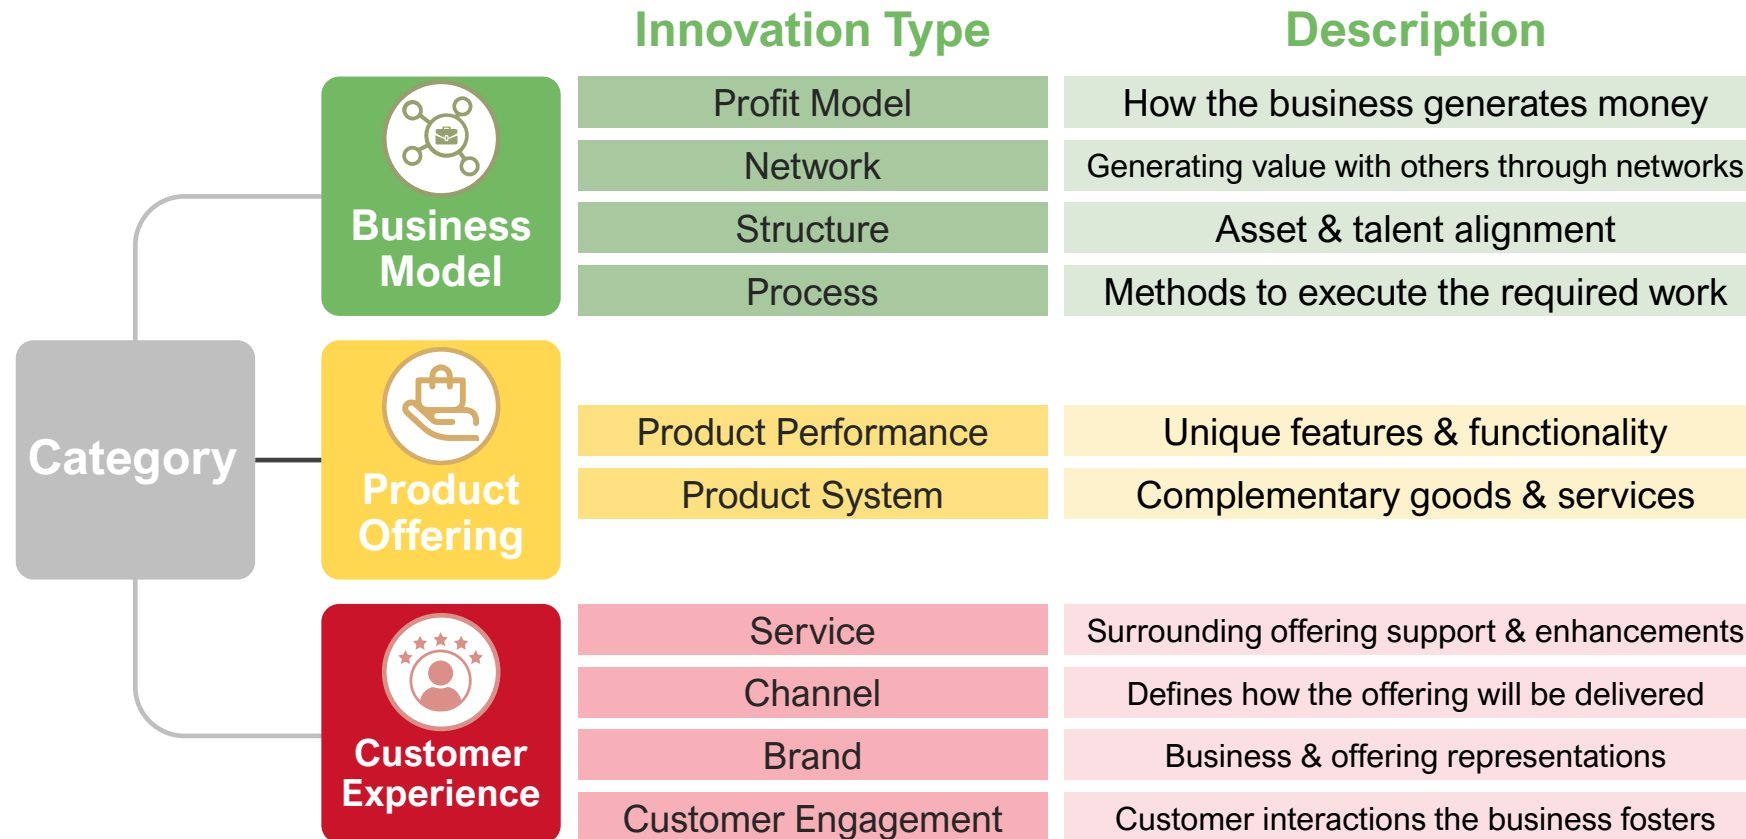 Innovation Type
Description
Category
Business
Model
Profit Model
How the business generates money
Network
Generating value with others through networks
Structure
Asset & talent alignment
Process
Methods to execute the required work
Product
Offering
Product Performance
Unique features & functionality
Product System
Complementary goods & services
Customer
Experience
Service
Surrounding offering support & enhancements
Channel
Defines how the offering will be delivered
Brand
Business & offering representations
Customer Engagement
Customer interactions the business fosters